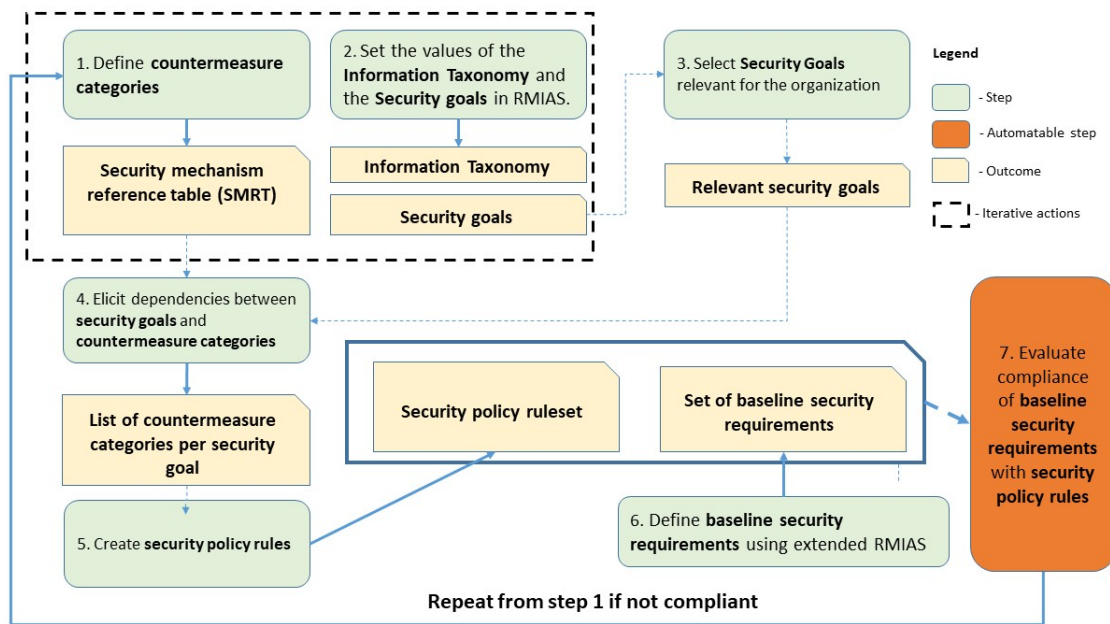 1. Define countermeasure
categories
2. Set the values of the
Information Taxonomy and
the Security goals in RMIAS.
3. Select Security Goals
relevant for the organization
Legend
- Step
- Automatable step
- Outcome
- Iterative actions
Security mechanism
reference table (SMRT)
Information Taxonomy
Security goals
Relevant security goals
4. Elicit dependencies between
security goals and
countermeasure categories
List of countermeasure
categories per security
goal
5. Create security policy rules
Security policy ruleset
Set of baseline security
requirements
6. Define baseline security
requirements using extended RMIAS
7. Evaluate
compliance
of baseline
security
requirements
with security
policy rules
Repeat from step 1 if not compliant